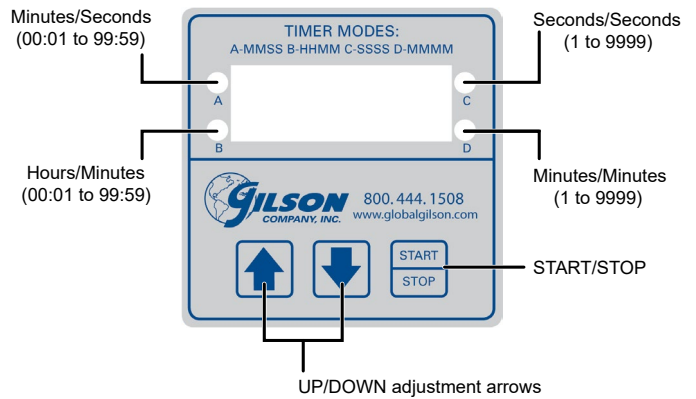 Minutes/Seconds
(00:01 to 99:59)
Seconds/Seconds
(1 to 9999)
TIMER MODES:
A-MMSS B-HHMM C-SSSS D-MMMM
A
C
B
D
Hours/Minutes
(00:01 to 99:59)
Minutes/Minutes
(1 to 9999)
GILSON
COMPANY, INC.
800.444.1508
www.globalgilson.com
START
STOP
START/STOP
UP/DOWN adjustment arrows